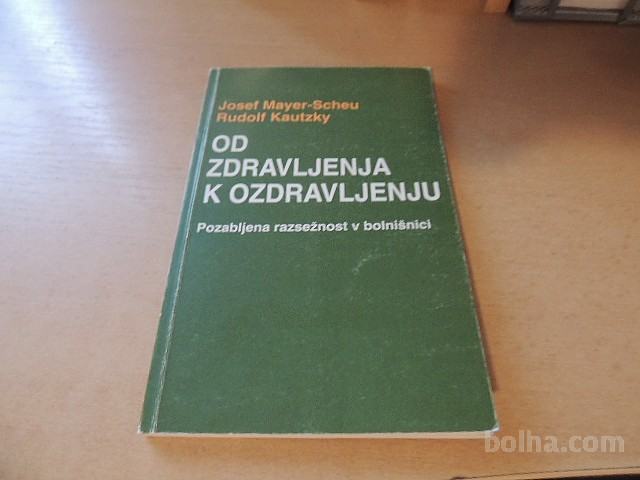 Josef Mayer-Scheu
Rudolf Kautzky
OD
ZDRAVLJENJA
K OZDRAVLJENJU
Pozabljena razsežnost v bolnišnici
bolha.com